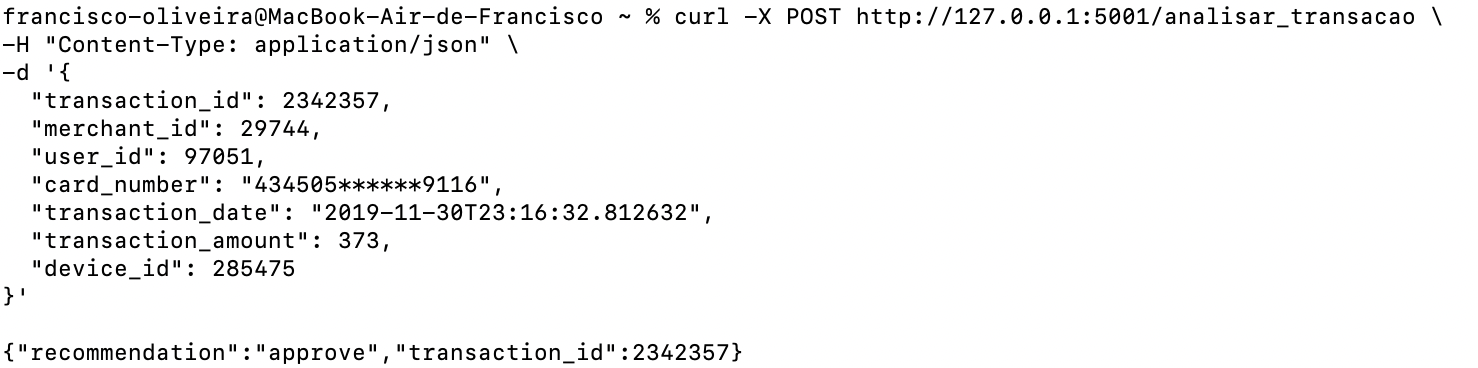 francisco-oliveira@MacBook-Air-de-Francisco ~ % curl -X POST http://127.0.0.1:5001/analisar_transacao \
-H "Content-Type: application/json" \
-d '{
  "transaction_id": 2342357,
  "merchant_id": 29744,
  "user_id": 97051,
  "card_number": "434505******9116",
  "transaction_date": "2019-11-30T23:16:32.812632",
  "transaction_amount": 373,
  "device_id": 285475
}'
{"recommendation":"approve","transaction_id":2342357}